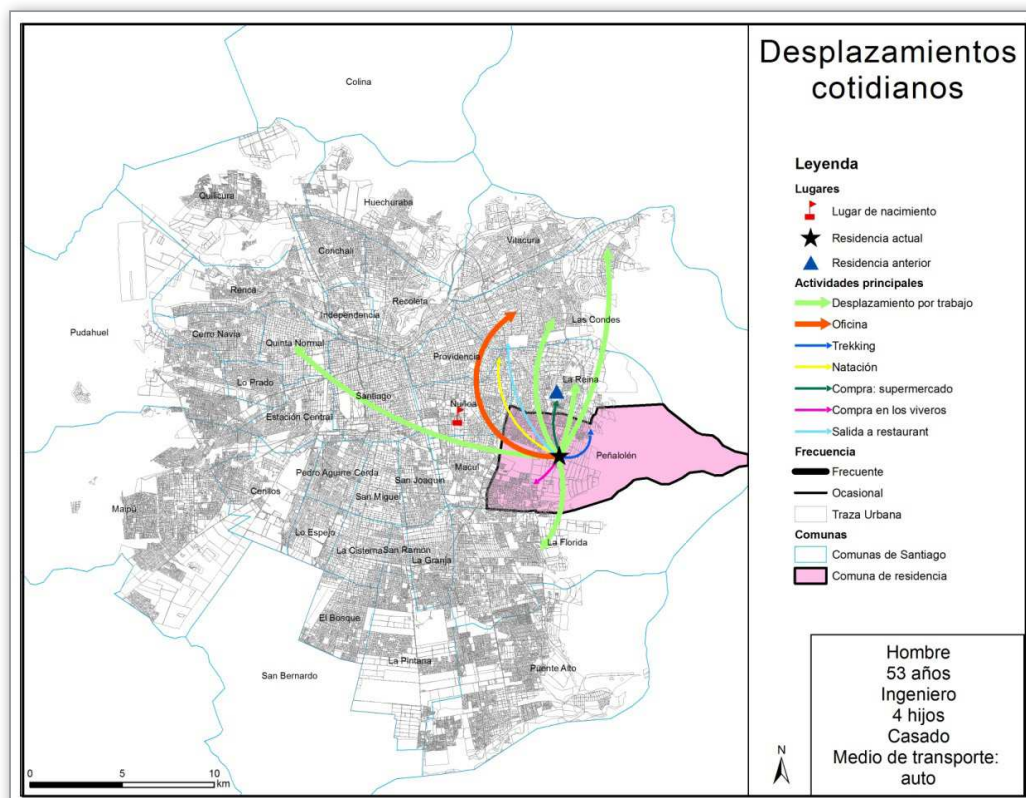 Desplazamientos
cotidianos
Leyenda
Lugares
Lugar de nacimiento
Residencia actual
Residencia anterior
Actividades principales
Desplazamiento por trabajo
Oficina
Trekking
Natación
Compra: supermercado
Compra en los viveros
Salida a restaurant
Frecuencia
Frecuente
Ocasional
Traza Urbana
Comunas
Comunas de Santiago
Comuna de residencia
Hombre
53 años
Ingeniero
4 hijos
Casado
Medio de transporte:
auto
N
Colina
Quilicura
Huechuraba
Vitacura
Conchali
Renca
Recoleta
Independencia
Las Condes
Pudahuel
Cerro Navia
Quinta Normal
Providencia
Lo Prado
La Reina
Santiago
Ñuñoa
Estación Central
Peñalolén
Macul
Pedro Aguirre Cerda
San Joaquin
Cerillos
San Miguel
Maipú
Lo Espejo
La Florida
La Cisterna
San Ramón
La Granja
El Bosque
La Pintana
San Bernardo
Puente Alto
0 5 10
km